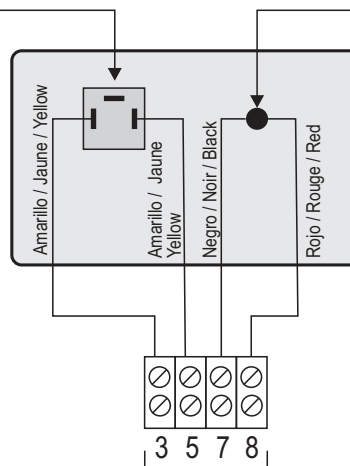 Amarillo / Jaune / Yellow
Amarillo / Jaune
Yellow
Negro / Noir / Black
Rojo / Rouge / Red
3 5 7 8